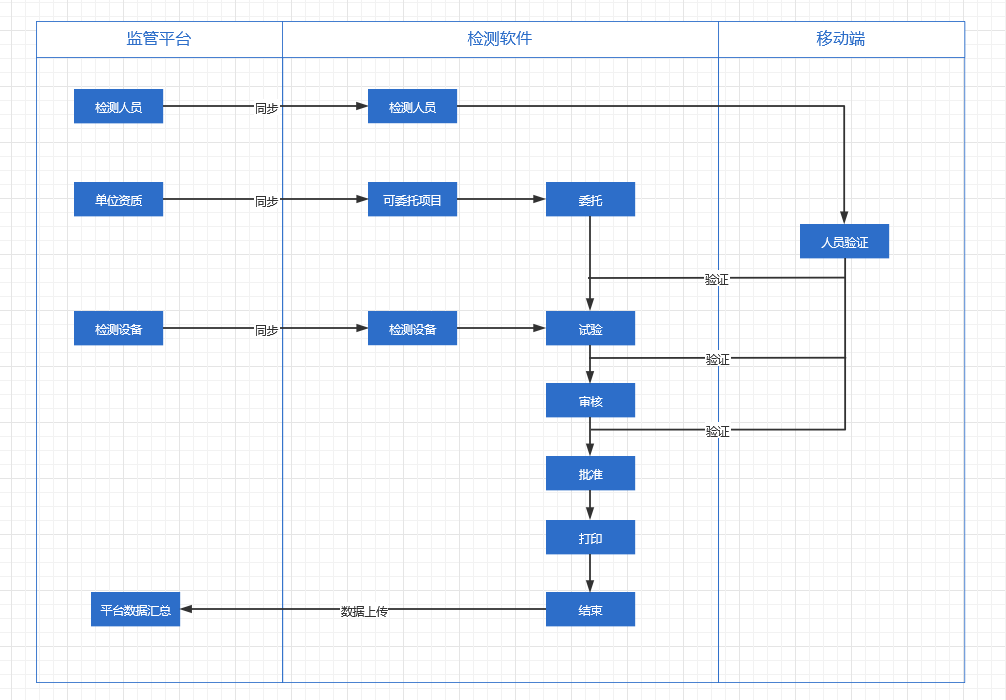 监管平台
检测软件
移动端
检测人员
同步
检测人员
单位资质
同步
可委托项目
委托
人员验证
验证
检测设备
同步
检测设备
试验
验证
审核
验证
批准
打印
平台数据汇总
数据上传
结束